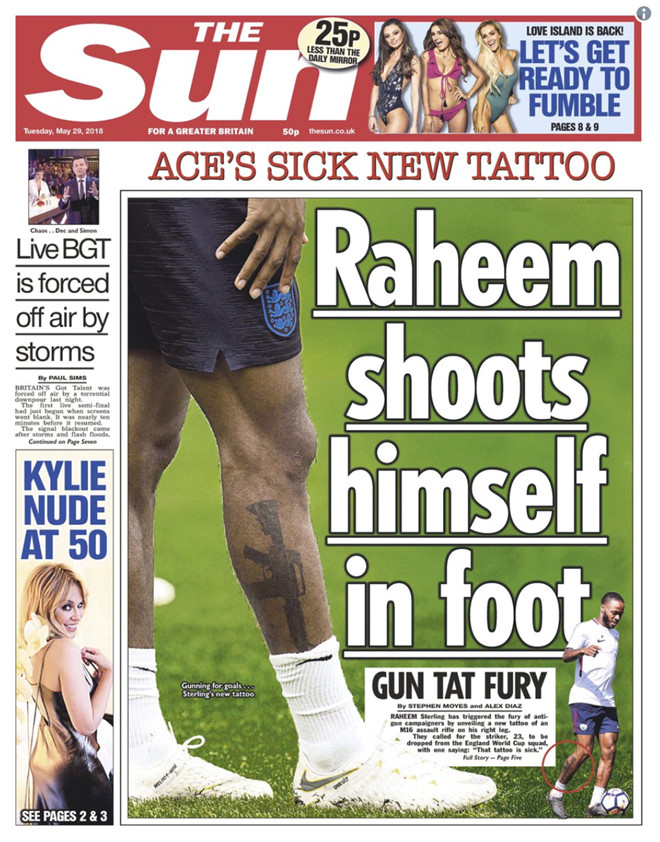 THE
Sun
25P
LESS THAN THE
DAILY MIRROR
LOVE ISLAND IS BACK!
LET'S GET
READY TO
FUMBLE
PAGES 8 & 9
Tuesday, May 29, 2018
FOR A GREATER BRITAIN
50p
thesun.co.uk
ACE'S SICK NEW TATTOO
Chaos . . Dec and Simon
Live BGT
is forced
off air by
storms
By PAUL SIMS
BRITAIN'S Got Talent was
forced off air by a torrential
downpour last night.
The first live semi-final
had just begun when screens
went blank. It was nearly ten
minutes before it resumed.
The signal blackout came
after storms and flash floods,
Continued on Page Seven
KYLIE
NUDE
AT 50
SEE PAGES 2 & 3
Raheem
shoots
himself
in foot
Gunning for goals . . .
Sterling's new tattoo
GUN TAT FURY
By STEPHEN MOYES and ALEX DIAZ
RAHEEM Sterling has triggered the fury of anti-
gun campaigners by unveiling a new tattoo of an
M16 assault rifle on his right leg.
They called for the striker, 23, to be
dropped from the England World Cup squad,
with one saying: "That tattoo is sick."
Full Story — Page Five